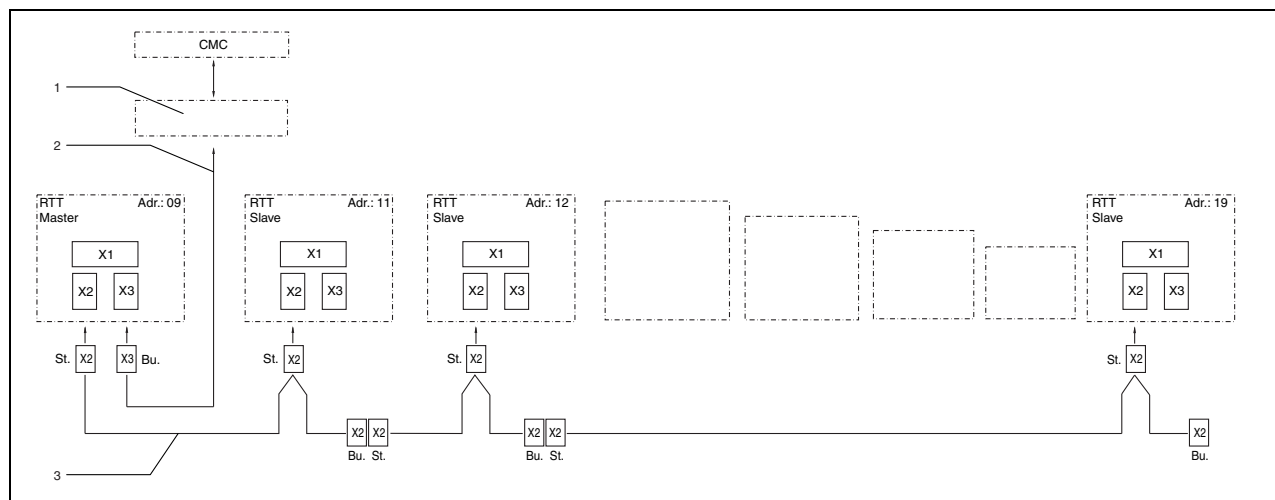 CMC
1
2
RTT Adr.: 09
Master
X1
X2 X3
RTT Adr.: 11
Slave
X1
X2 X3
RTT Adr.: 12
Slave
X1
X2 X3
RTT Adr.: 19
Slave
X1
X2 X3
St. X2 X3 Bu.
St. X2
St. X2
St. X2
X2 X2
Bu. St.
X2 X2
Bu. St.
X2
Bu.
3